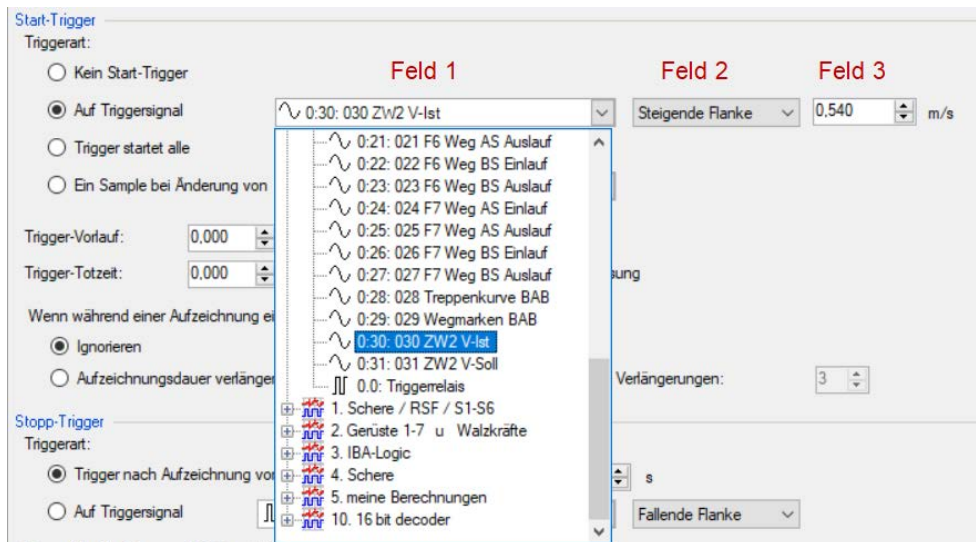 Start-Trigger
Triggerart:
Kein Start-Trigger
Feld 1
Feld 2
Feld 3
Auf Triggersignal
0:30: 030 ZW2 V-Ist
Steigende Flanke
0,540
m/s
0:21: 021 F6 Weg AS Auslauf
Trigger startet alle
0:22: 022 F6 Weg BS Einlauf
0:23: 023 F6 Weg BS Auslauf
Ein Sample bei Änderung von
0:24: 024 F7 Weg AS Einlauf
0:25: 025 F7 Weg AS Auslauf
Trigger-Vorlauf:
0,000
0:26: 026 F7 Weg BS Einlauf
Trigger-Totzeit:
0,000
0:27: 027 F7 Weg BS Auslauf
sung
0:28: 028 Treppenkurve BAB
Wenn während einer Aufzeichnung ei
0:29: 029 Wegmarken BAB
Ignorieren
0:30: 030 ZW2 V-Ist
0:31: 031 ZW2 V-Soll
Aufzeichnungsdauer verlänger
0.0: Triggerrelais
Verlängerungen:
3
1. Schere / RSF / S1-S6
Stopp-Trigger
2. Gerüste 1-7 u Walzkräfte
Triggerart:
3. IBA-Logic
Trigger nach Aufzeichnung vor
4. Schere
s
5. meine Berechnungen
Auf Triggersignal
10. 16 bit decoder
Fallende Flanke